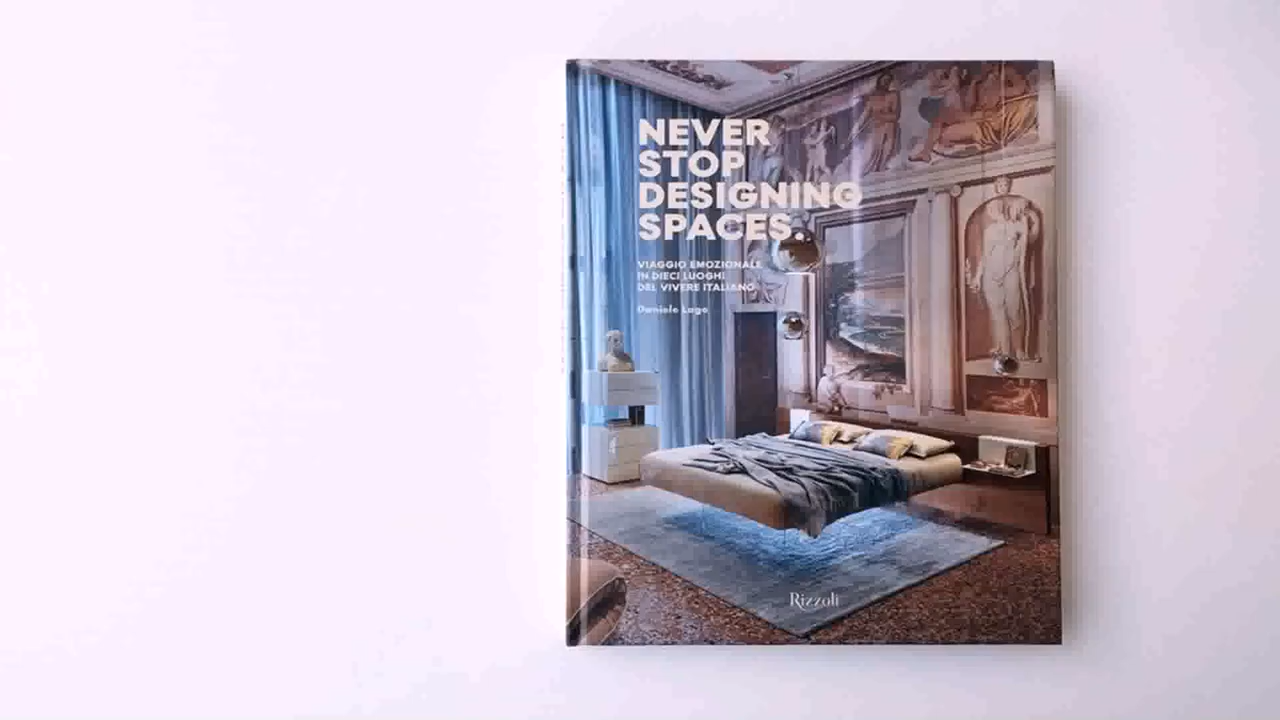 NEVER
STOP
DESIGNING
SPACES.
VIAGGIO EMOZIONALE
IN DIECI LUOGHI
DEL VIVERE ITALIANO
Daniele Lago
Rizzoli